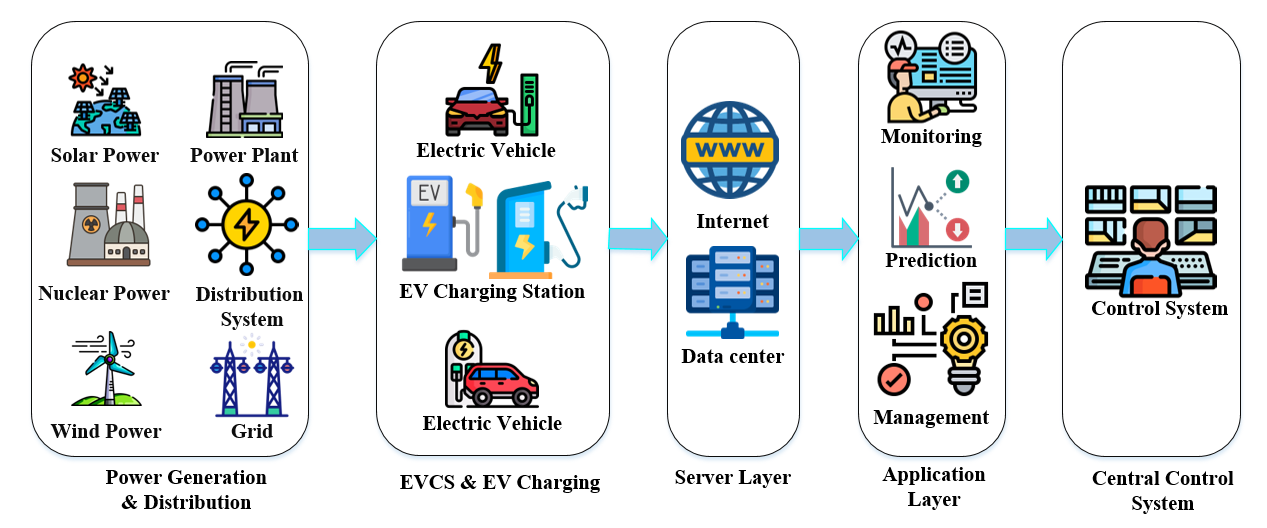 Solar Power
Power Plant
Nuclear Power
Distribution
System
Wind Power
Grid
Power Generation
& Distribution
Electric Vehicle
EV
EV Charging Station
Electric Vehicle
EVCS & EV Charging
WWW
Internet
Data center
Server Layer
Monitoring
Prediction
Management
Application
Layer
Control System
Central Control
System